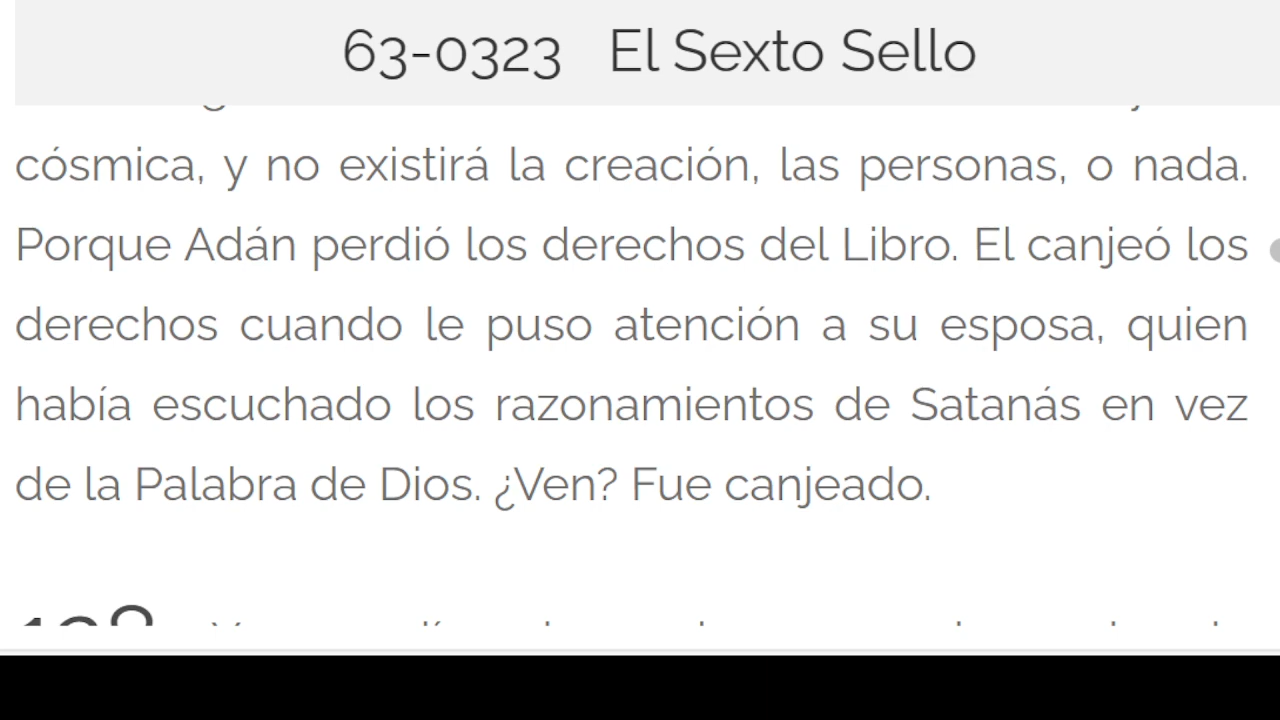 63-0323 El Sexto Sello
cósmica, y no existirá la creación, las personas, o nada.
Porque Adán perdió los derechos del Libro. El canjeó los
derechos cuando le puso atención a su esposa, quien
había escuchado los razonamientos de Satanás en vez
de la Palabra de Dios. ¿Ven? Fue canjeado.